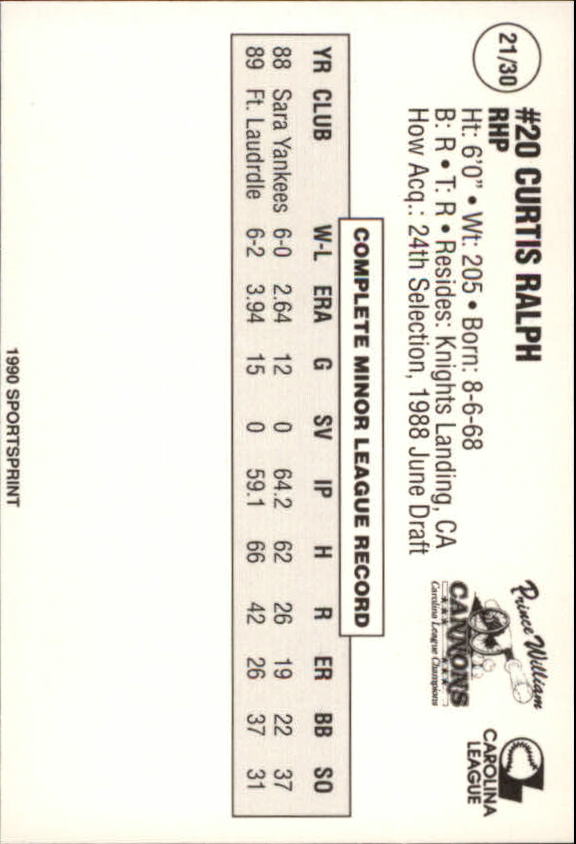 21/30
#20 CURTIS RALPH
RHP
Ht: 6'0" • Wt: 205 • Born: 8-6-68
B: R • T: R • Resides: Knights Landing, CA
How Acq.: 24th Selection, 1988 June Draft
Prince William
CANNONS
Carolina League Champions
CAROLINA
LEAGUE
COMPLETE MINOR LEAGUE RECORD
YR CLUB W-L ERA G SV IP H R ER BB SO
88 Sara Yankees 6-0 2.64 12 0 64.2 62 26 19 22 37
89 Ft. Laudrdle 6-2 3.94 15 0 59.1 66 42 26 37 31
1990 SPORTSPRINT